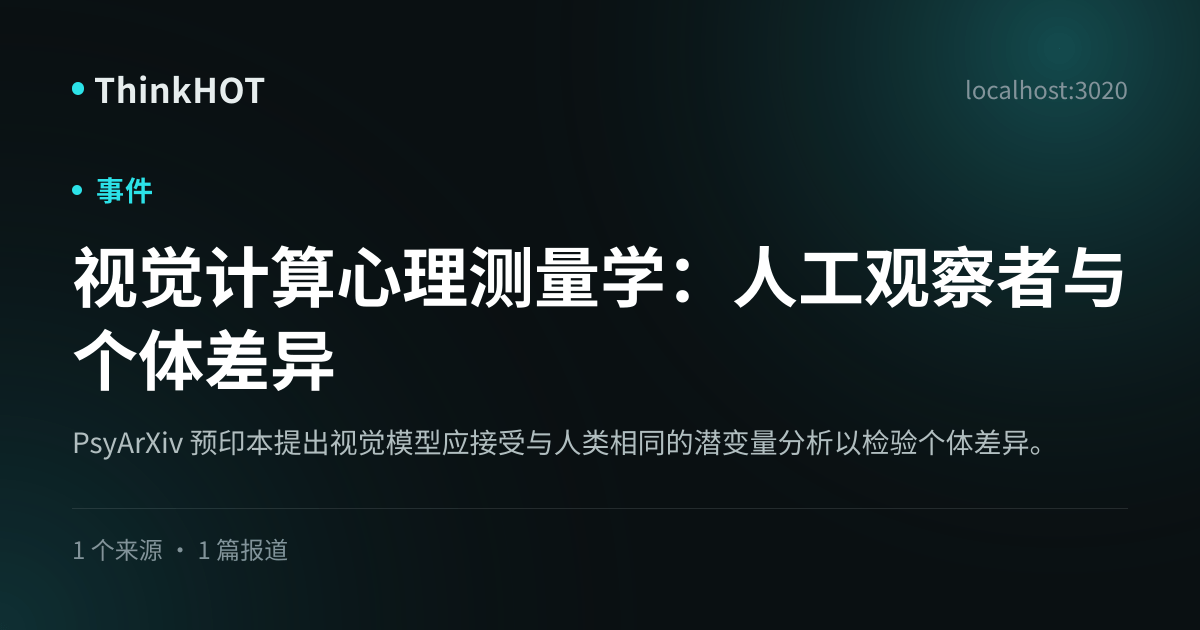 ThinkHOT
localhost:3020
事件
视觉计算心理测量学：人工观察者与
个体差异
PsyArXiv 预印本提出视觉模型应接受与人类相同的潜变量分析以检验个体差异。
1 个来源 · 1 篇报道